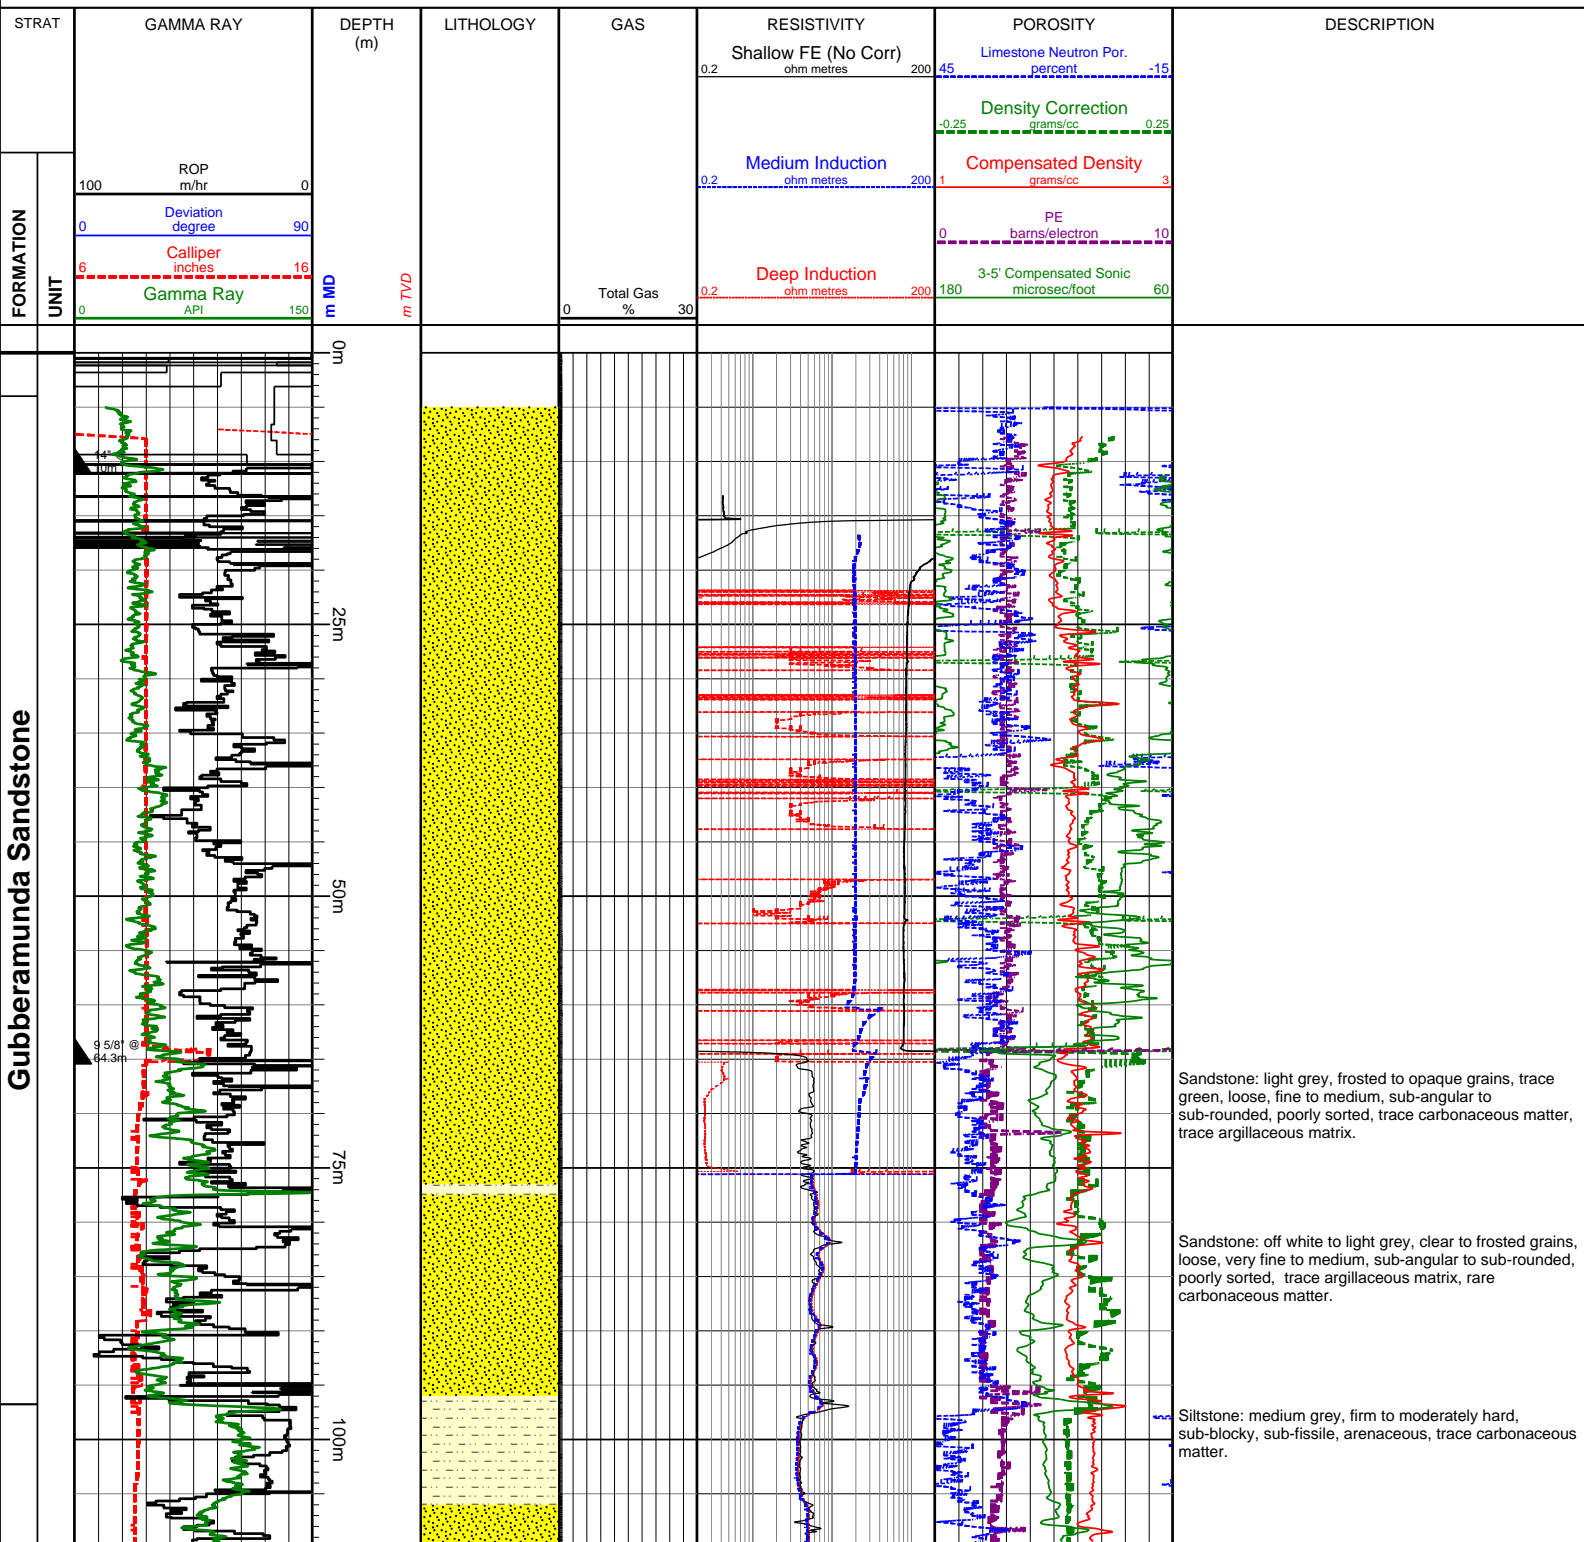 STRAT
GAMMA RAY
DEPTH
(m)
LITHOLOGY
GAS
RESISTIVITY
POROSITY
DESCRIPTION
FORMATION
UNIT
ROP
100 m/hr 0
Deviation
0 degree 90
Calliper
6 inches 16
Gamma Ray
0 API 150
m MD
m TVD
Total Gas
0 % 30
Shallow FE (No Corr)
0.2 ohm metres 200
Medium Induction
0.2 ohm metres 200
Deep Induction
0.2 ohm metres 200
Limestone Neutron Por.
45 percent -15
Density Correction
-0.25 grams/cc 0.25
Compensated Density
1 grams/cc 3
PE
0 barns/electron 10
3-5' Compensated Sonic
180 microsec/foot 60
Gubberamunda Sandstone
0m
14"
25m
50m
9 5/8" @
64.3m
75m
100m
Sandstone: light grey, frosted to opaque grains, trace
green, loose, fine to medium, sub-angular to
sub-rounded, poorly sorted, trace carbonaceous matter,
trace argillaceous matrix.
Sandstone: off white to light grey, clear to frosted grains,
loose, very fine to medium, sub-angular to sub-rounded,
poorly sorted, trace argillaceous matrix, rare
carbonaceous matter.
Siltstone: medium grey, firm to moderately hard,
sub-blocky, sub-fissile, arenaceous, trace carbonaceous
matter.